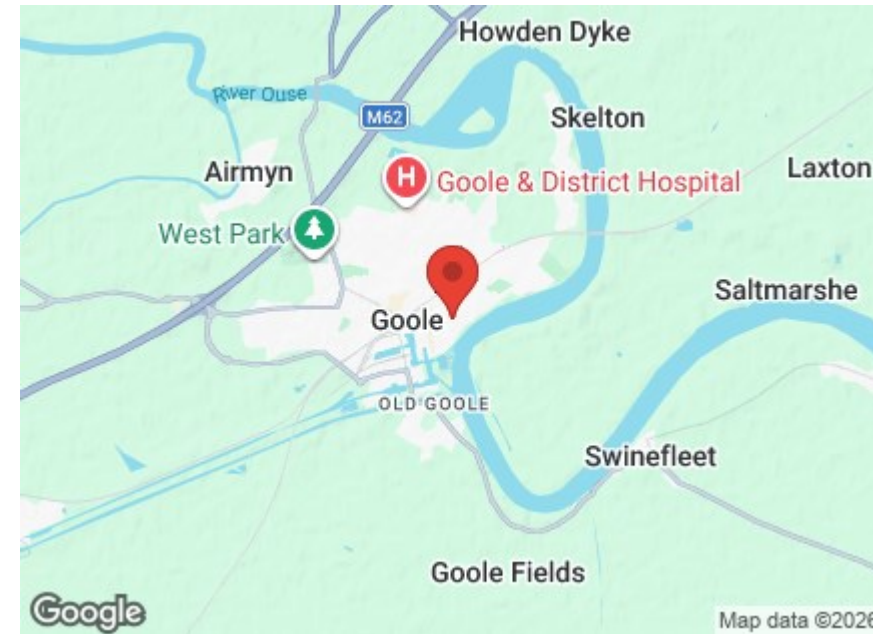 Howden Dyke
River Ouse
M62
Skelton
Airmyn
H
Goole & District Hospital
Laxton
West Park
Saltmarshe
Goole
OLD GOOLE
Swinefleet
Goole Fields
Google
Map data ©2026